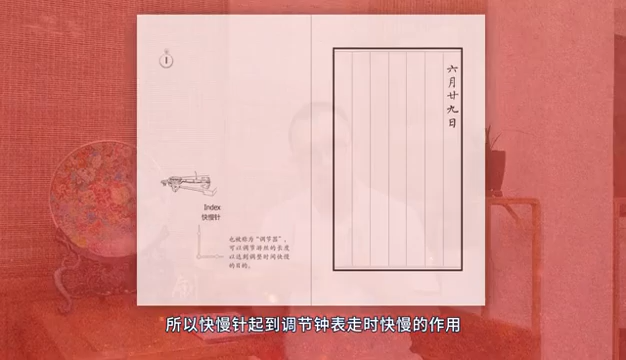 1
六月廿九日
Index
快慢针
也被称为“调节器”，
可以调节游丝的长度
以达到调整时间快慢
的目的。
所以快慢针起到调节钟表走时快慢的作用